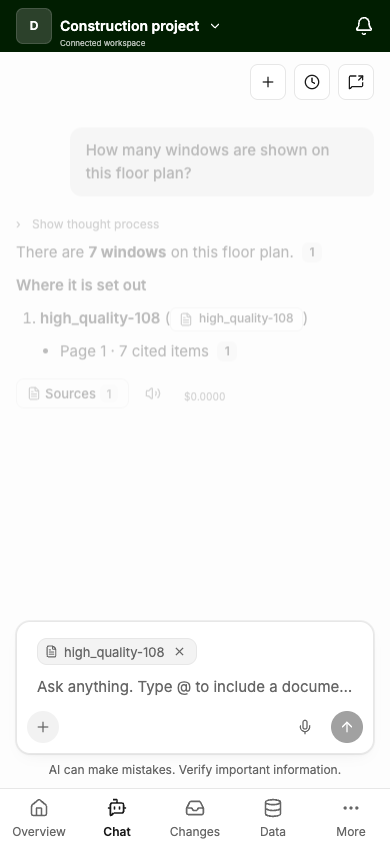 D
Construction project
Connected workspace
How many windows are shown on
this floor plan?
Show thought process
There are 7 windows on this floor plan. 1
Where it is set out
1. high_quality-108 ( high_quality-108 )
• Page 1 · 7 cited items 1
Sources 1
$0.0000
high_quality-108
Ask anything. Type @ to include a docume...
AI can make mistakes. Verify important information.
Overview Chat Changes Data More